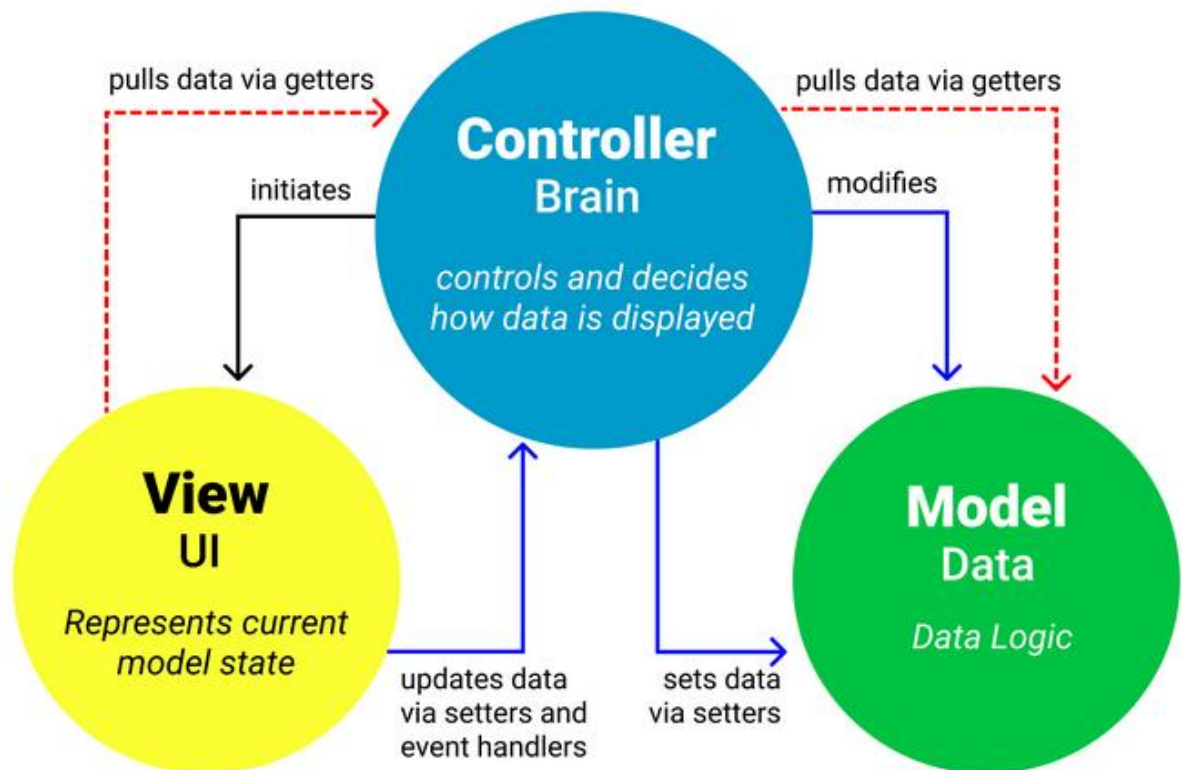 pulls data via getters
pulls data via getters
Controller
Brain
initiates
modifies
controls and decides
how data is displayed
View
UI
Represents current
model state
Model
Data
Data Logic
updates data
via setters and
event handlers
sets data
via setters